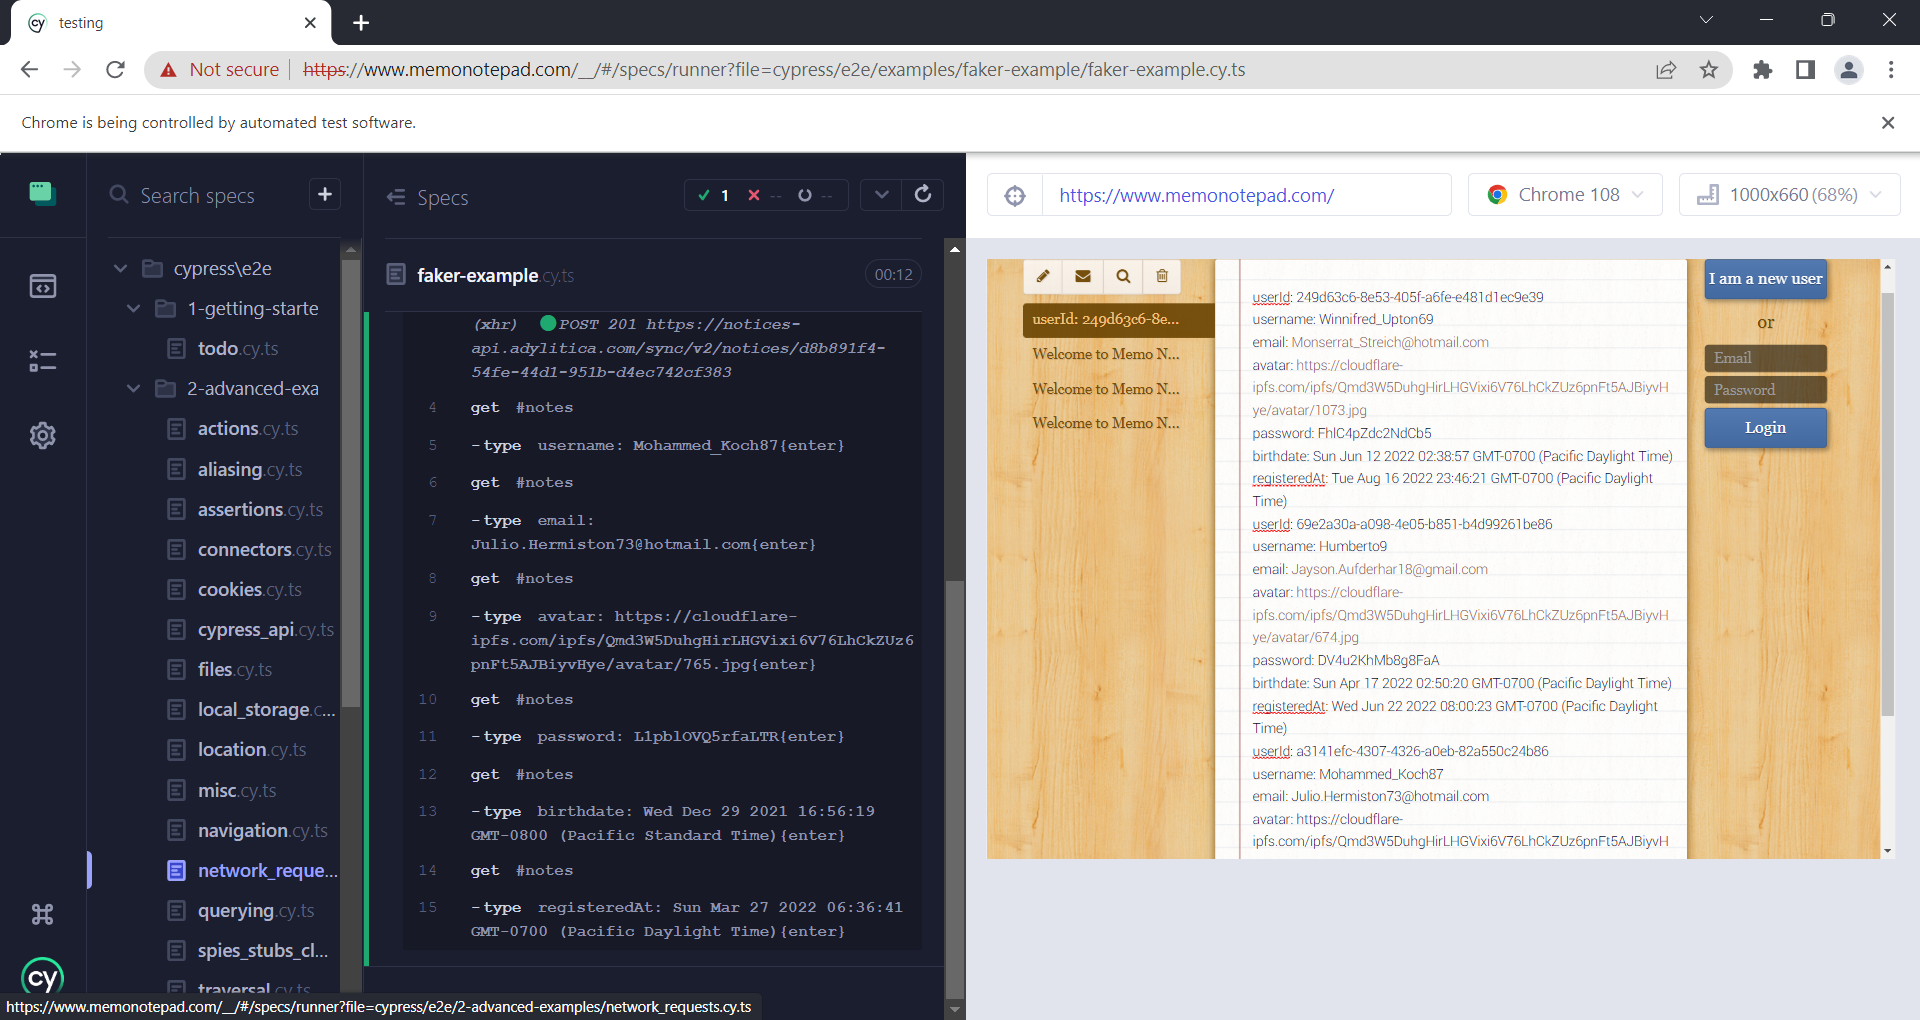 testing
Not secure
https://www.memonotepad.com/__/#/specs/runner?file=cypress/e2e/examples/faker-example/faker-example.cy.ts
Chrome is being controlled by automated test software.
Search specs
+
cypress\e2e
1-getting-starte
todo.cy.ts
2-advanced-exa
actions.cy.ts
aliasing.cy.ts
assertions.cy.ts
connectors.cy.ts
cookies.cy.ts
cypress_api.cy.ts
files.cy.ts
local_storage.c...
location.cy.ts
misc.cy.ts
navigation.cy.ts
network_reque...
querying.cy.ts
spies_stubs_cl...
traversal.cy.ts
cy
https://www.memonotepad.com/__/#/specs/runner?file=cypress/e2e/2-advanced-examples/network_requests.cy.ts
Specs
1 -- --
faker-example.cy.ts 00:12
(xhr) POST 201 https://notices-
api.adylitica.com/sync/v2/notices/d8b891f4-
54fe-44d1-951b-d4ec742cf383
4 get #notes
5 -type username: Mohammed_Koch87{enter}
6 get #notes
7 -type email:
Julio.Hermiston73@hotmail.com{enter}
8 get #notes
9 -type avatar: https://cloudflare-
ipfs.com/ipfs/Qmd3W5DuhgHirLHGVixi6V76LhCkZUz6
pnFt5AJBiyvHye/avatar/765.jpg{enter}
10 get #notes
11 -type password: L1pblOVQ5rfaLTR{enter}
12 get #notes
13 -type birthdate: Wed Dec 29 2021 16:56:19
GMT-0800 (Pacific Standard Time){enter}
14 get #notes
15 -type registeredAt: Sun Mar 27 2022 06:36:41
GMT-0700 (Pacific Daylight Time){enter}
https://www.memonotepad.com/
Chrome 108
1000x660 (68%)
userId: 249d63c6-8e...
Welcome to Memo N...
Welcome to Memo N...
Welcome to Memo N...
userId: 249d63c6-8e53-405f-a6fe-e481d1ec9e39
username: Winnifred_Upton69
email: Monserrat_Streich@hotmail.com
avatar: https://cloudflare-
ipfs.com/ipfs/Qmd3W5DuhgHirLHGVixi6V76LhCkZUz6pnFt5AJBiyvH
ye/avatar/1073.jpg
password: FhlC4pZdc2NdCb5
birthdate: Sun Jun 12 2022 02:38:57 GMT-0700 (Pacific Daylight Time)
registeredAt: Tue Aug 16 2022 23:46:21 GMT-0700 (Pacific Daylight
Time)
userId: 69e2a30a-a098-4e05-b851-b4d99261be86
username: Humberto9
email: Jayson.Aufderhar18@gmail.com
avatar: https://cloudflare-
ipfs.com/ipfs/Qmd3W5DuhgHirLHGVixi6V76LhCkZUz6pnFt5AJBiyvH
ye/avatar/674.jpg
password: DV4u2KhMb8g8FaA
birthdate: Sun Apr 17 2022 02:50:20 GMT-0700 (Pacific Daylight Time)
registeredAt: Wed Jun 22 2022 08:00:23 GMT-0700 (Pacific Daylight
Time)
userId: a3141efc-4307-4326-a0eb-82a550c24b86
username: Mohammed_Koch87
email: Julio.Hermiston73@hotmail.com
avatar: https://cloudflare-
ipfs.com/ipfs/Qmd3W5DuhgHirLHGVixi6V76LhCkZUz6pnFt5AJBiyvH
I am a new user
or
Email
Password
Login